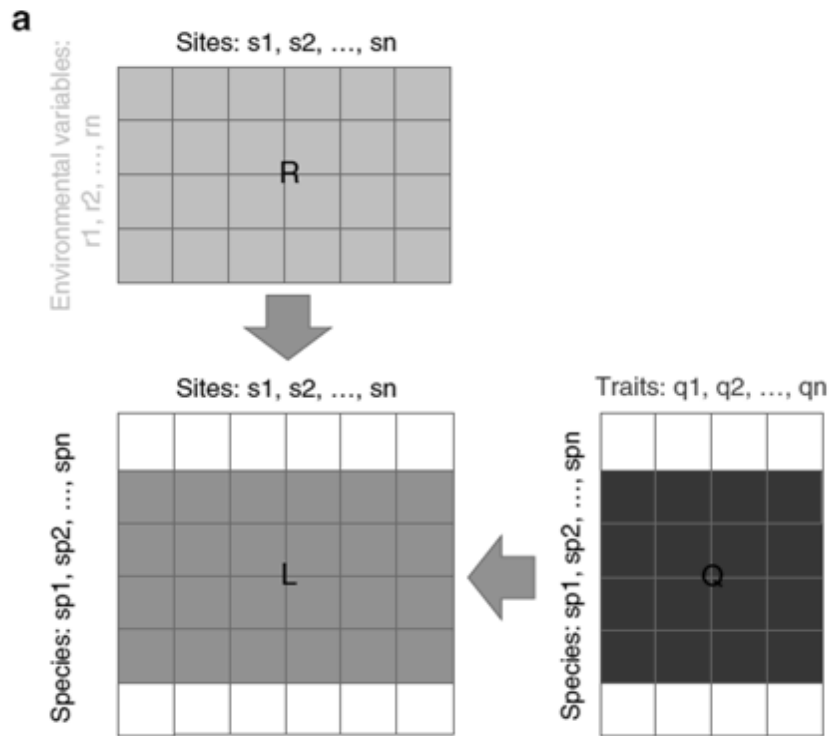 a
Sites: s1, s2, ..., sn
Environmental variables:
r1, r2, ..., rn
R
Sites: s1, s2, ..., sn
Traits: q1, q2, ..., qn
Species: sp1, sp2, ..., spn
L
Species: sp1, sp2, ..., spn
Q